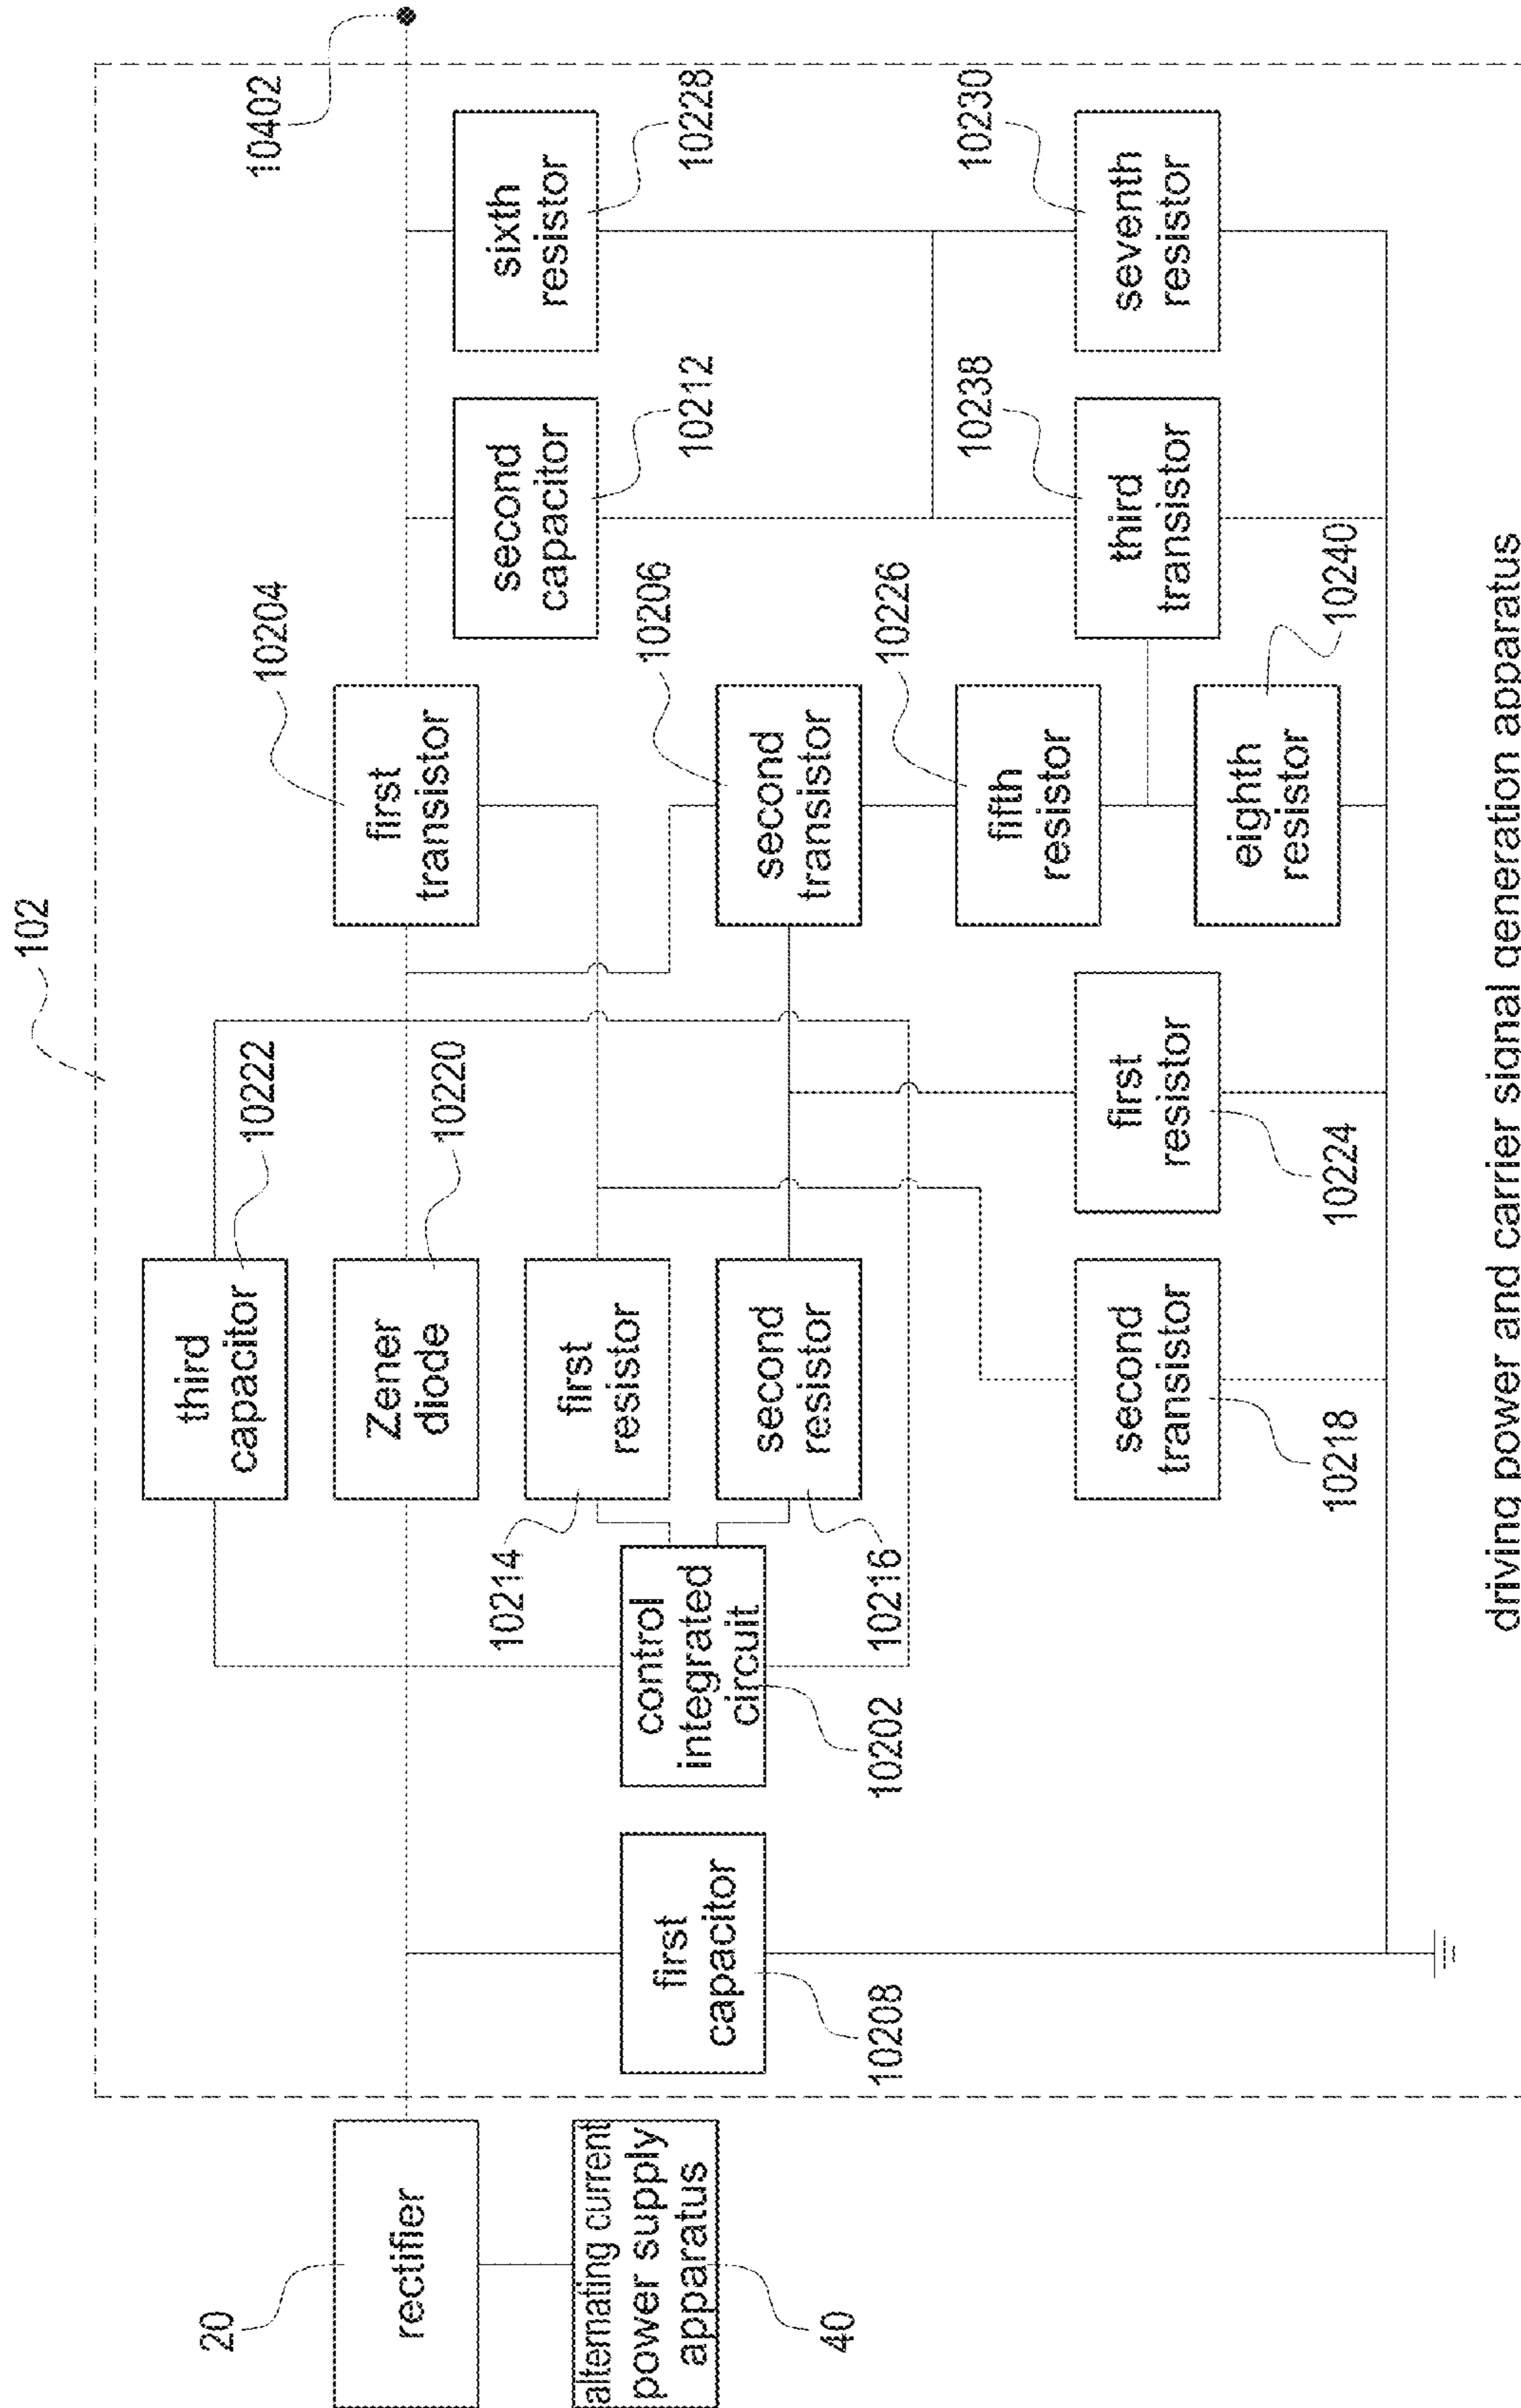 102
10402
20
rectifier
alternating current
power supply
apparatus
40
third
capacitor
10222
Zener
diode
10220
first
transistor
10204
second
capacitor
10212
sixth
resistor
10228
10214
first
resistor
second
resistor
10216
control
integrated
circuit
10202
first
capacitor
10208
second
transistor
10206
fifth
resistor
10226
10238
third
transistor
10230
seventh
resistor
second
transistor
10218
first
resistor
10224
eighth
resistor
10240
driving power and carrier signal generation apparatus